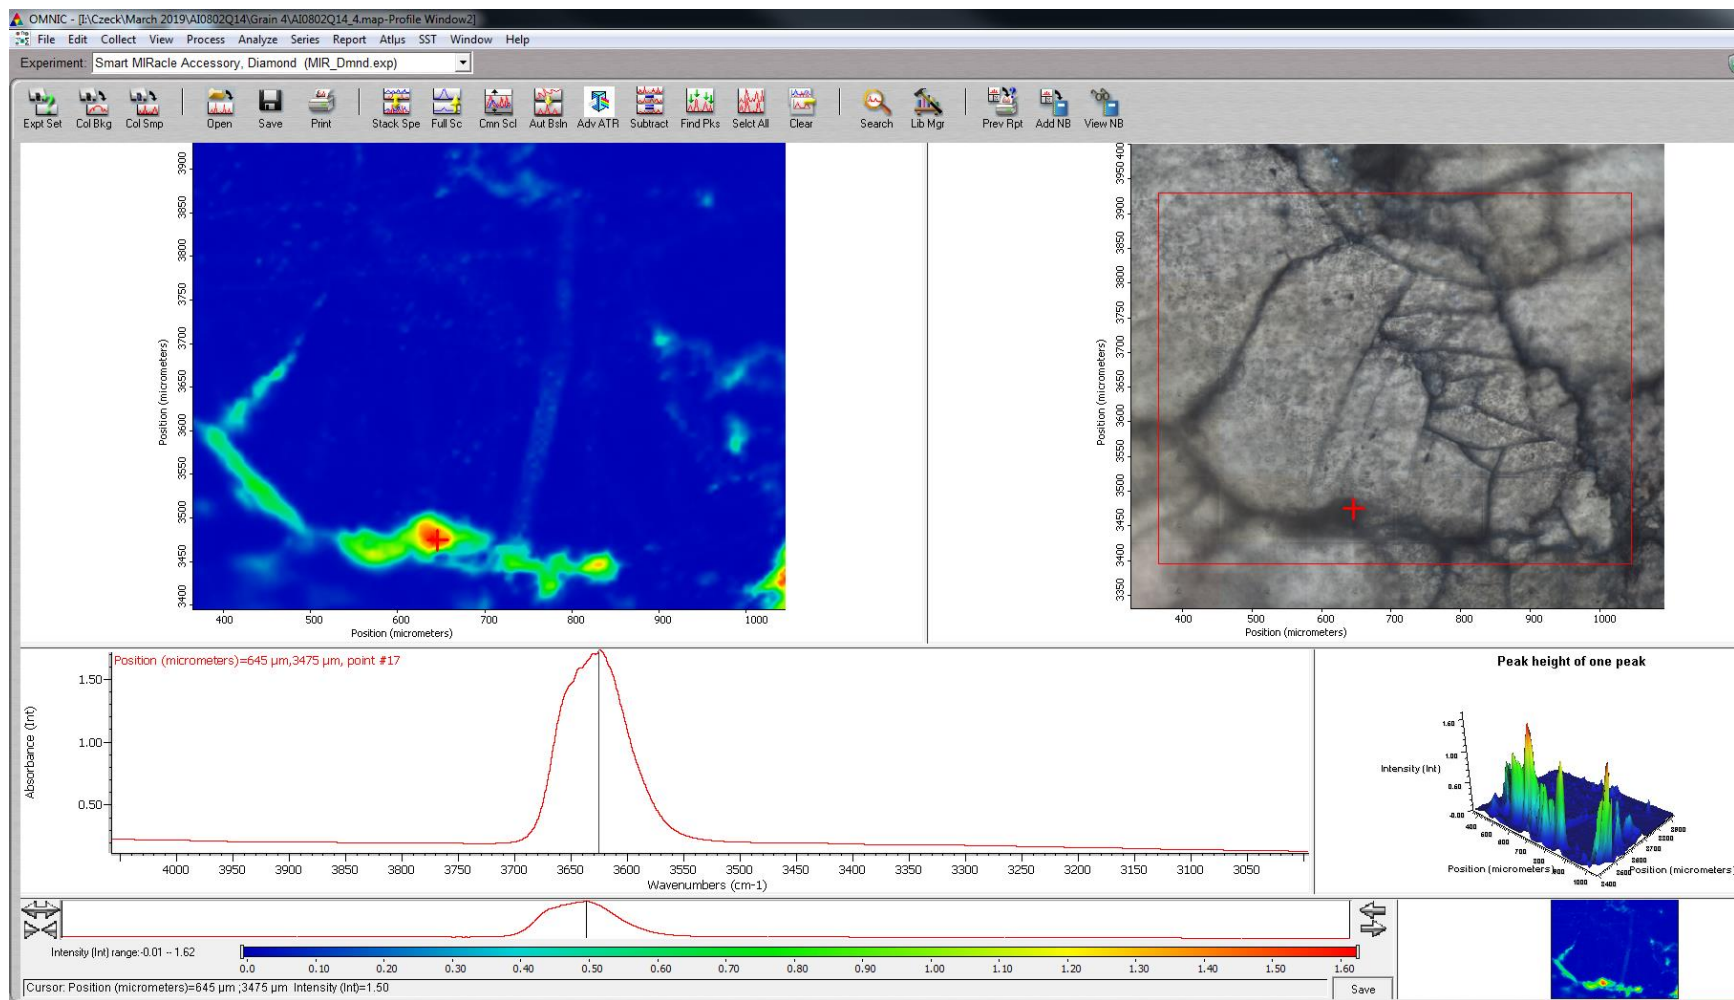 OMNIC - [I:\Czeck\March 2019\AI0802Q14\Grain 4\AI0802Q14_4.map-Profile Window2]
File Edit Collect View Process Analyze Series Report Atlµs SST Window Help
Experiment: Smart MIRacle Accessory, Diamond (MIR_Dmnd.exp)
Expt Set Col Bkg Col Smp Open Save Print Stack Spe Full Sc Cmn Scl Aut Bsln Adv ATR Subtract Find Pks Selct All Clear Search Lib Mgr Prev Rpt Add NB View NB
Position (micrometers)
3900
3850
3800
3750
3700
3650
3600
3550
3500
3450
3400
400 500 600 700 800 900 1000
Position (micrometers)
Position (micrometers)
400
3950
3900
3850
3800
3750
3700
3650
3600
3550
3500
3450
3400
3350
400 500 600 700 800 900 1000
Position (micrometers)
Position (micrometers)=645 µm,3475 µm, point #17
Absorbance (Int)
1.50
1.00
0.50
4000 3950 3900 3850 3800 3750 3700 3650 3600 3550 3500 3450 3400 3350 3300 3250 3200 3150 3100 3050
Wavenumbers (cm-1)
Peak height of one peak
Intensity (Int)
1.60
1.00
0.50
-0.00
400
Position (micrometers)
Position (micrometers)
Intensity (Int) range:-0.01 -- 1.62
0.0 0.10 0.20 0.30 0.40 0.50 0.60 0.70 0.80 0.90 1.00 1.10 1.20 1.30 1.40 1.50 1.60
Cursor: Position (micrometers)=645 µm ;3475 µm Intensity (Int)=1.50
Save